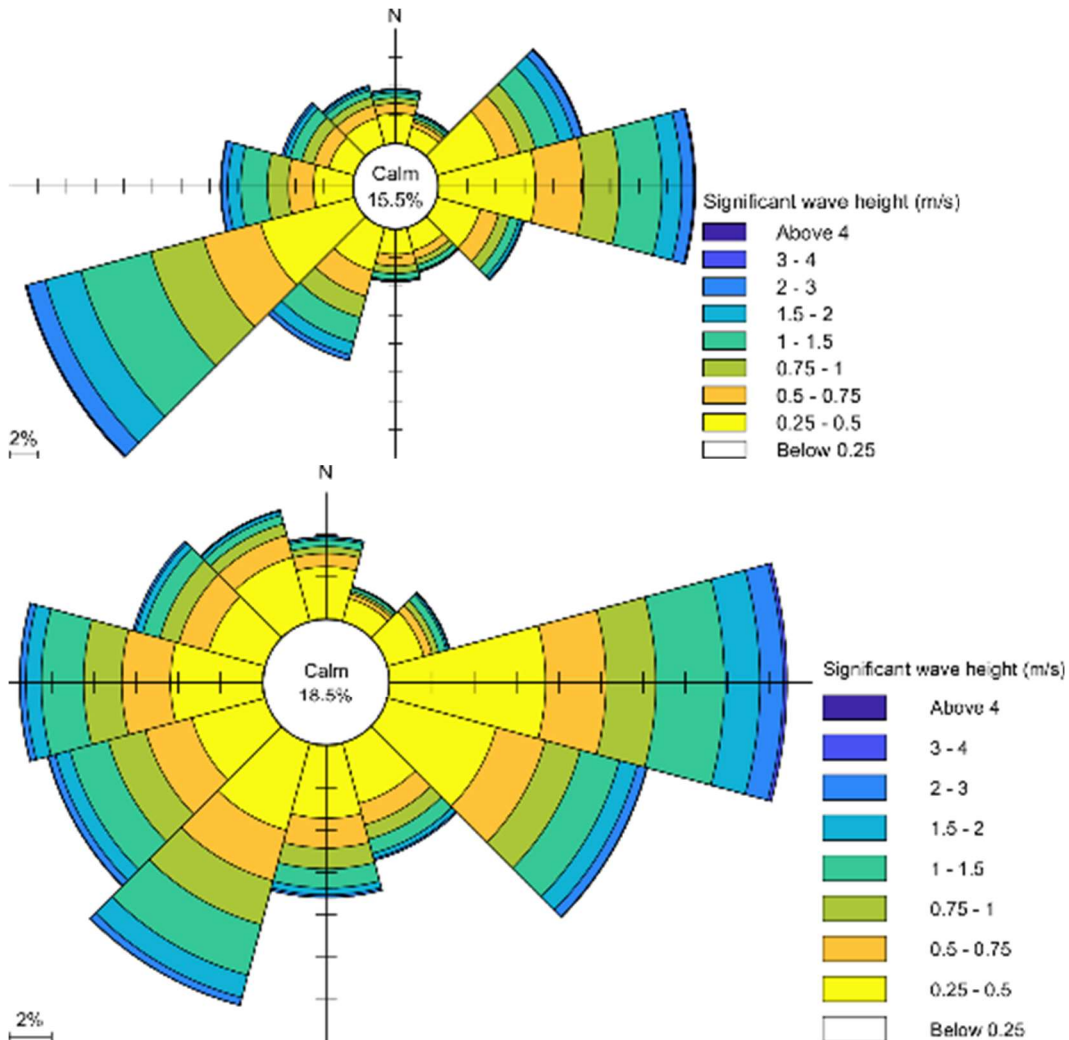 N
Calm
15.5%
Significant wave height (m/s)
Above 4
3 - 4
2 - 3
1.5 - 2
1 - 1.5
0.75 - 1
0.5 - 0.75
0.25 - 0.5
Below 0.25
2%
N
Calm
18.5%
Significant wave height (m/s)
Above 4
3 - 4
2 - 3
1.5 - 2
1 - 1.5
0.75 - 1
0.5 - 0.75
0.25 - 0.5
Below 0.25
2%